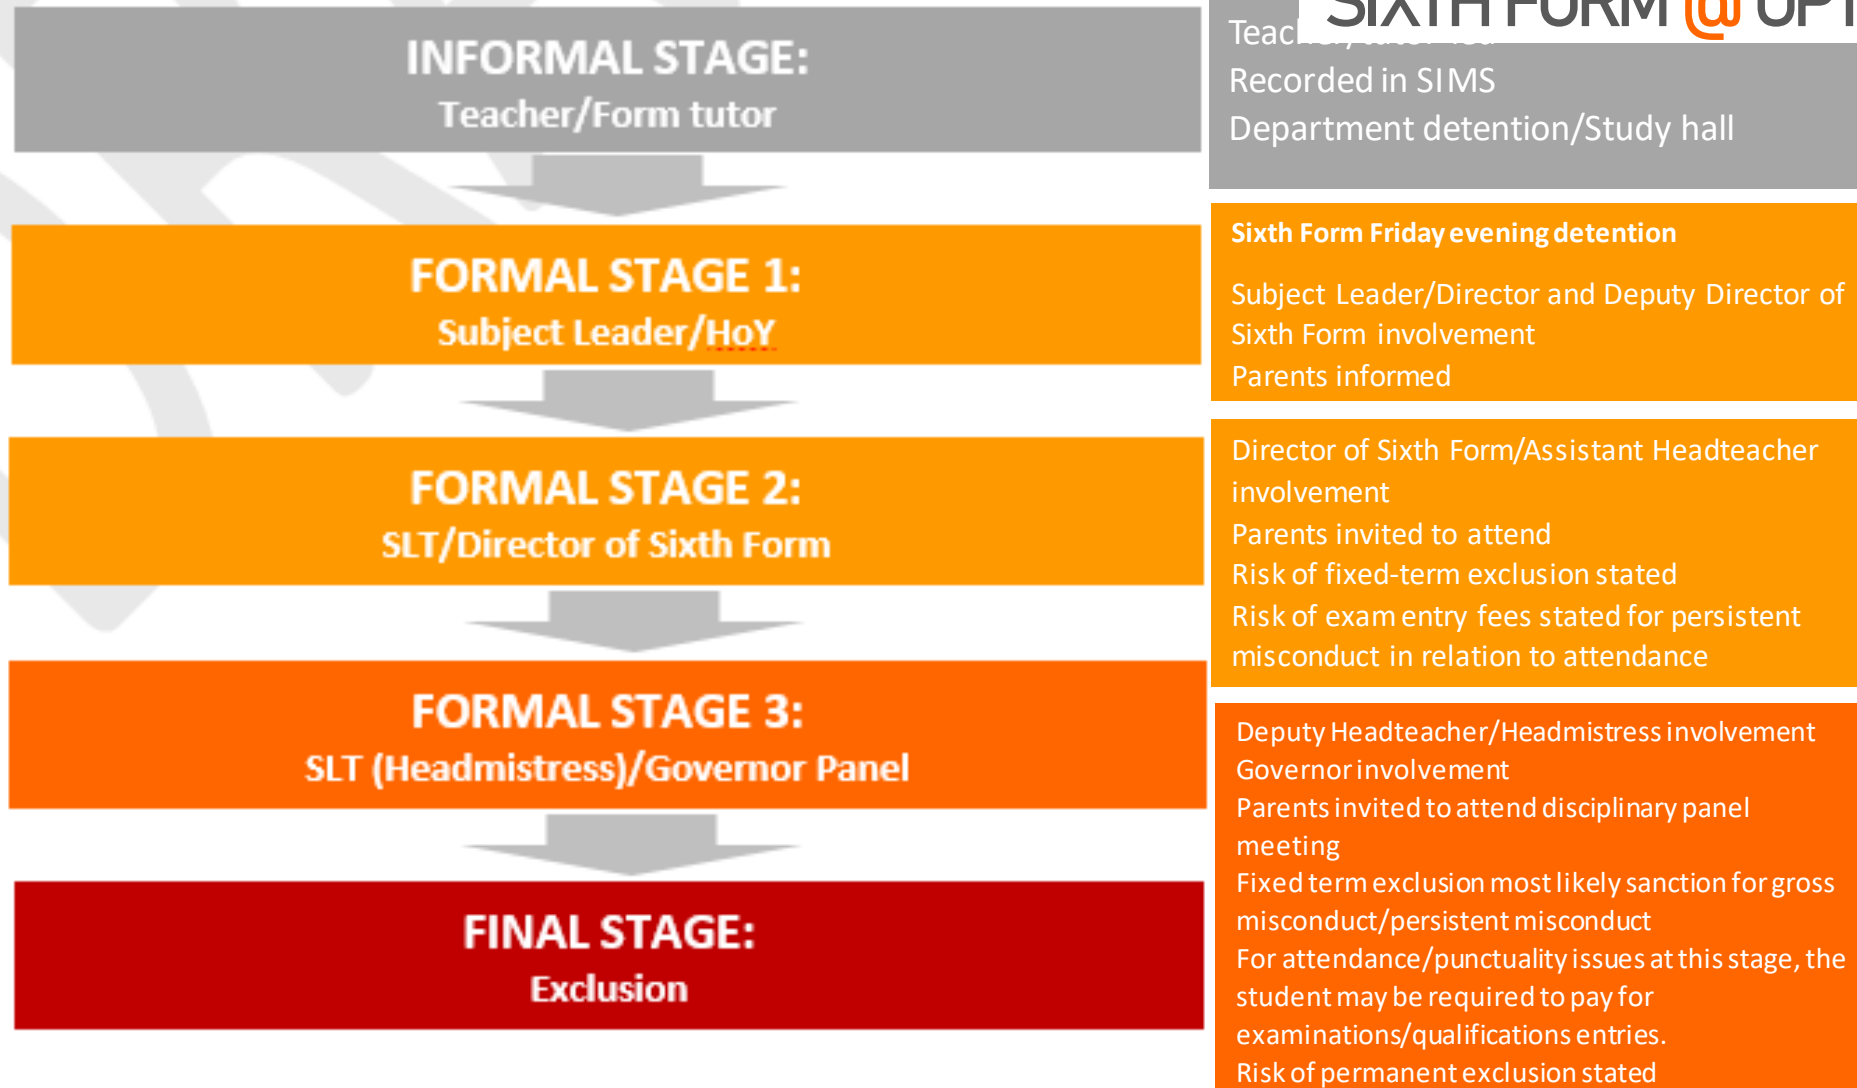 SIXTH FORM @
INFORMAL STAGE:
Teacher/Form tutor
Recorded in SIMS
Department detention/Study hall
FORMAL STAGE 1:
Subject Leader/HoY
Sixth Form Friday evening detention
Subject Leader/Director and Deputy Director of
Sixth Form involvement
Parents informed
FORMAL STAGE 2:
SLT/Director of Sixth Form
Director of Sixth Form/Assistant Headteacher
involvement
Parents invited to attend
Risk of fixed-term exclusion stated
Risk of exam entry fees stated for persistent
misconduct in relation to attendance
FORMAL STAGE 3:
SLT (Headmistress)/Governor Panel
Deputy Headteacher/Headmistress involvement
Governor involvement
Parents invited to attend disciplinary panel
meeting
Fixed term exclusion most likely sanction for gross
misconduct/persistent misconduct
For attendance/punctuality issues at this stage, the
student may be required to pay for
examinations/qualifications entries.
Risk of permanent exclusion stated
FINAL STAGE:
Exclusion